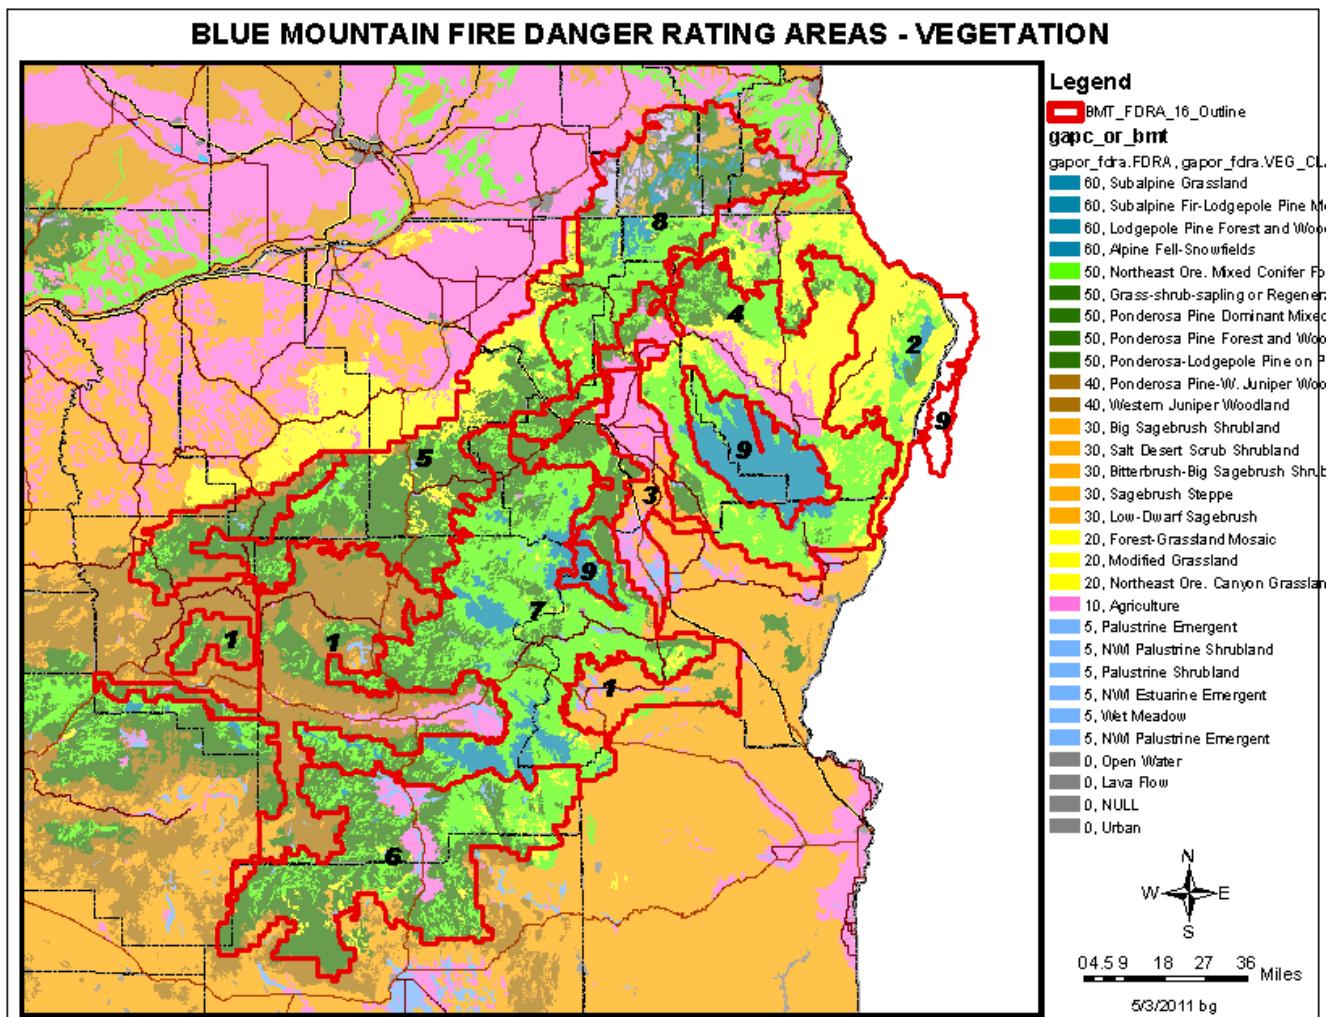 BLUE MOUNTAIN FIRE DANGER RATING AREAS - VEGETATION
Legend
BMT_FDRA_16_Outline
gapc_or_bmt
gapor_fdra.FDRA, gapor_fdra.VEG_CL
60, Subalpine Grassland
60, Subalpine Fir-Lodgepole Pine M
60, Lodgepole Pine Forest and Woo
60, Alpine Fell-Snowfields
50, Northeast Ore. Mixed Conifer Fo
50, Grass-shrub-sapling or Regenera
50, Ponderosa Pine Dominant Mixed
50, Ponderosa Pine Forest and Woo
50, Ponderosa-Lodgepole Pine on P
40, Ponderosa Pine-W. Juniper Woo
40, Western Juniper Woodland
30, Big Sagebrush Shrubland
30, Salt Desert Scrub Shrubland
30, Bitterbrush-Big Sagebrush Shrub
30, Sagebrush Steppe
30, Low-Dwarf Sagebrush
20, Forest-Grassland Mosaic
20, Modified Grassland
20, Northeast Ore. Canyon Grasslan
10, Agriculture
5, Palustrine Emergent
5, NWI Palustrine Shrubland
5, Palustrine Shrubland
5, NWI Estuarine Emergent
5, Wet Meadow
5, NWI Palustrine Emergent
0, Open Water
0, Lava Flow
0, NULL
0, Urban
8
4
2
9
9
5
3
9
7
1
1
1
6
N
W E
S
0 4.5 9 18 27 36 Miles
5/3/2011 bg